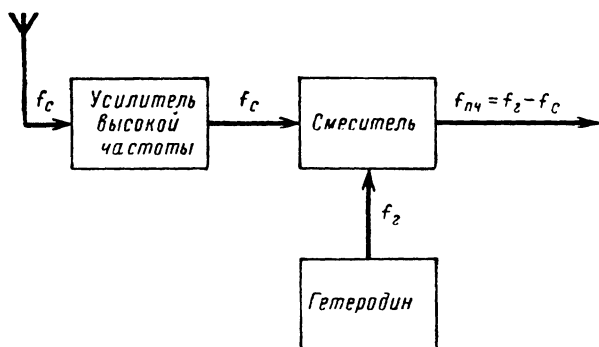 f_c
Усилитель
высокой
частоты
f_c
Смеситель
f_пч = f_г − f_c
f_г
Гетеродин